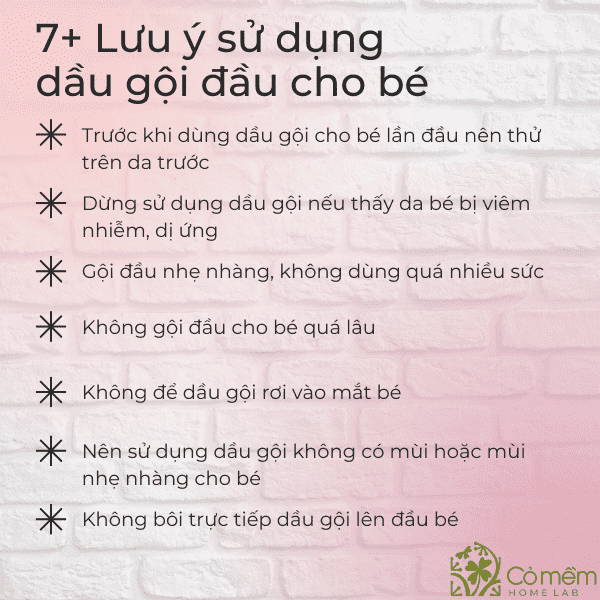 7+ Lưu ý sử dụng
dầu gội đầu cho bé
Trước khi dùng dầu gội cho bé lần đầu nên thử
trên da trước
Dừng sử dụng dầu gội nếu thấy da bé bị viêm
nhiễm, dị ứng
Gội đầu nhẹ nhàng, không dùng quá nhiều sức
Không gội đầu cho bé quá lâu
Không để dầu gội rơi vào mắt bé
Nên sử dụng dầu gội không có mùi hoặc mùi
nhẹ nhàng cho bé
Không bôi trực tiếp dầu gội lên đầu bé
Cỏ mềm
HOME LAB